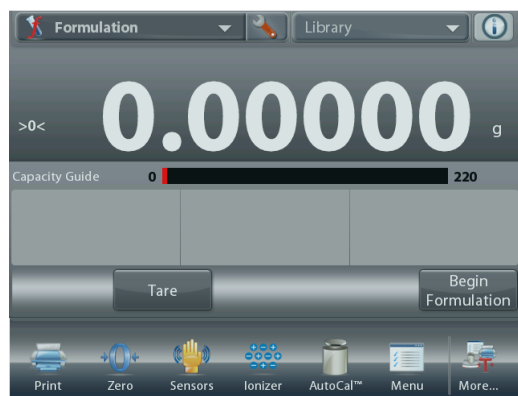 Formulation Library
>0< 0.00000 g
Capacity Guide 0 220
Tare
Begin
Formulation
Print Zero Sensors Ionizer AutoCal™ Menu More...